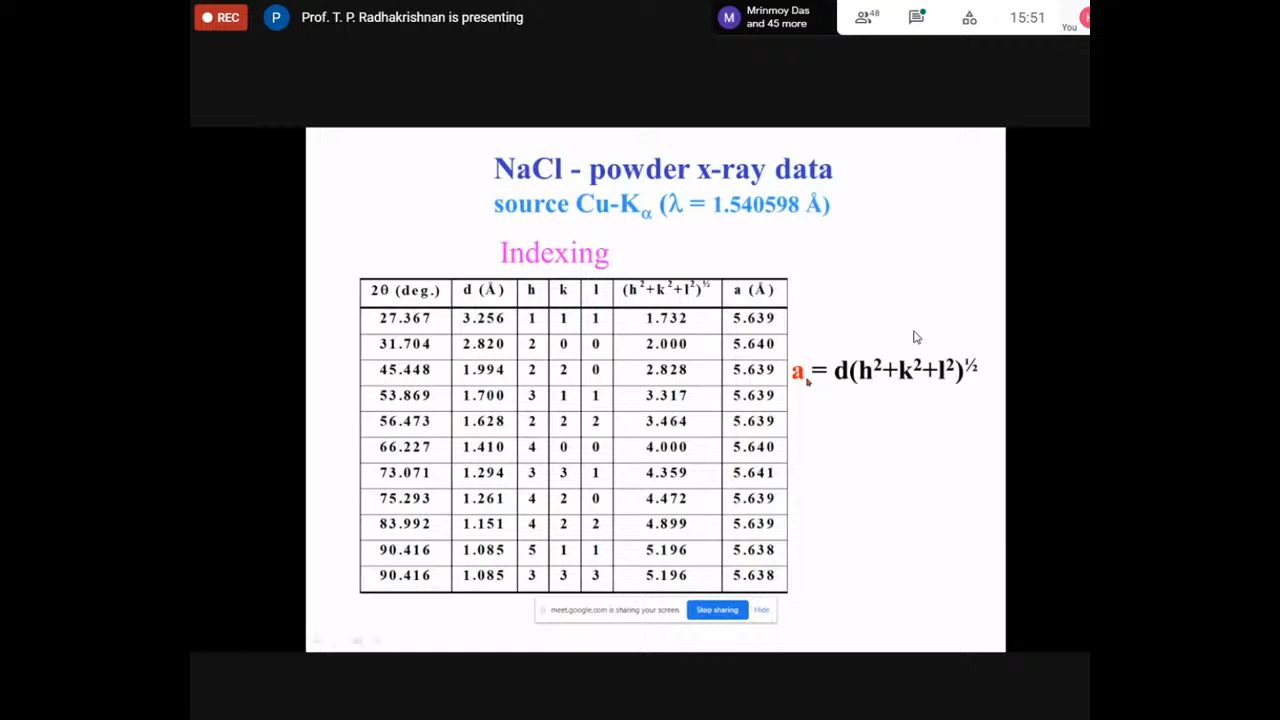 REC
P
Prof. T. P. Radhakrishnan is presenting
M
Mrinmoy Das
and 45 more
48
15:51
You
NaCl - powder x-ray data
source Cu-Kα (λ = 1.540598 Å)
Indexing
2θ (deg.) d (Å) h k l (h²+k²+l²)½ a (Å)
27.367 3.256 1 1 1 1.732 5.639
31.704 2.820 2 0 0 2.000 5.640
45.448 1.994 2 2 0 2.828 5.639
53.869 1.700 3 1 1 3.317 5.639
56.473 1.628 2 2 2 3.464 5.639
66.227 1.410 4 0 0 4.000 5.640
73.071 1.294 3 3 1 4.359 5.641
75.293 1.261 4 2 0 4.472 5.639
83.992 1.151 4 2 2 4.899 5.639
90.416 1.085 5 1 1 5.196 5.638
90.416 1.085 3 3 3 5.196 5.638
a = d(h²+k²+l²)½
meet.google.com is sharing your screen.
Stop sharing
Hide